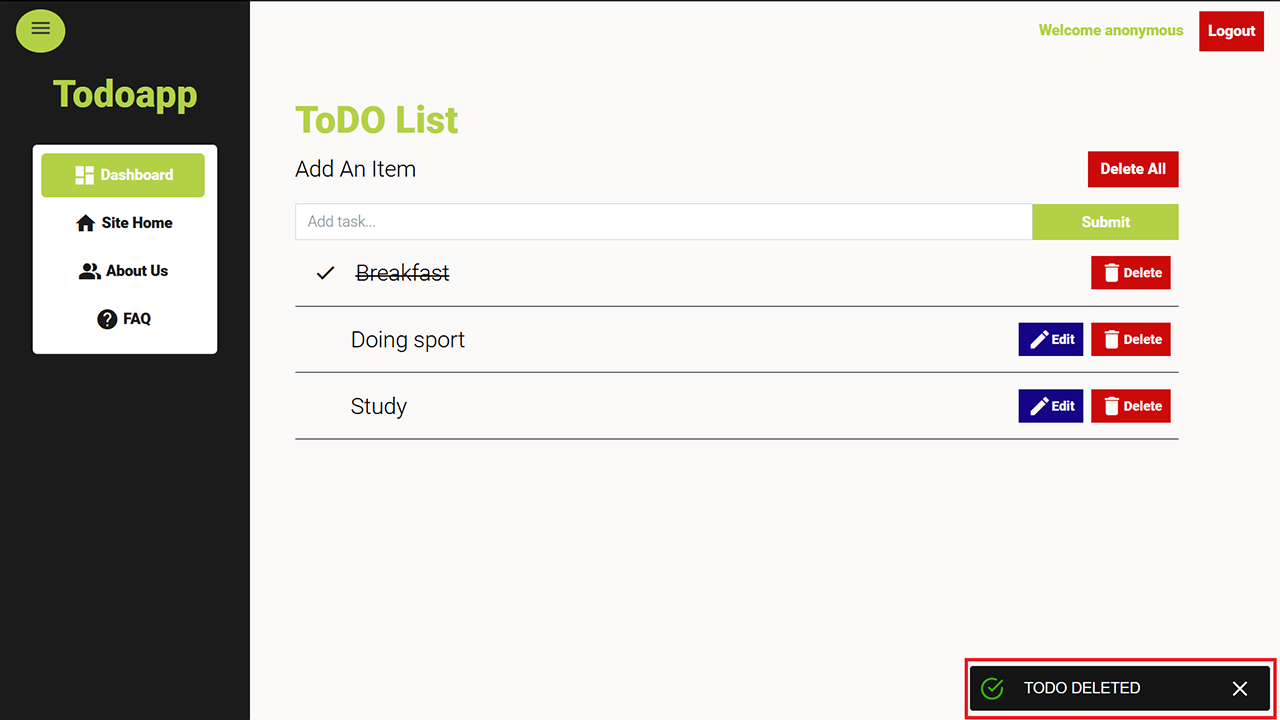 Welcome anonymous
Logout
Todoapp
Dashboard
Site Home
About Us
FAQ
ToDO List
Add An Item
Delete All
Add task...
Submit
Breakfast
Delete
Doing sport
Edit
Delete
Study
Edit
Delete
TODO DELETED